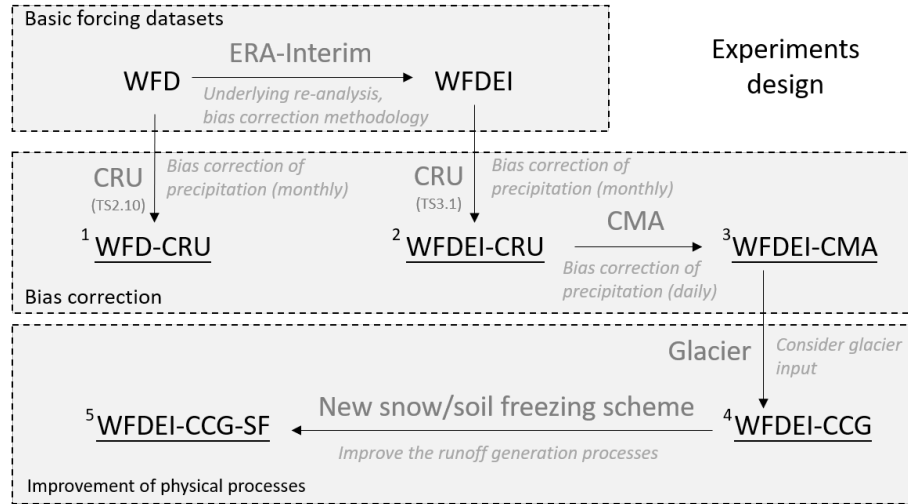 Basic forcing datasets
ERA-Interim
WFD
WFDEI
Underlying re-analysis,
bias correction methodology
Experiments
design
CRU
(TS2.10)
Bias correction of
precipitation (monthly)
CRU
(TS3.1)
Bias correction of
precipitation (monthly)
CMA
1 WFD-CRU
2 WFDEI-CRU
3 WFDEI-CMA
Bias correction of
precipitation (daily)
Bias correction
Glacier
Consider glacier
input
New snow/soil freezing scheme
5 WFDEI-CCG-SF
4 WFDEI-CCG
Improve the runoff generation processes
Improvement of physical processes